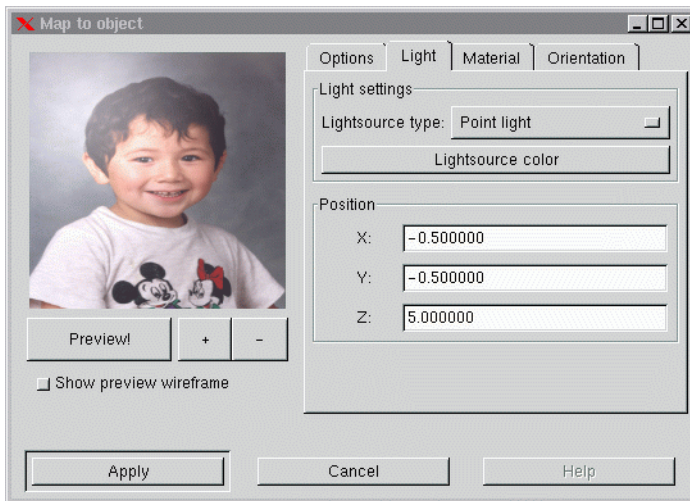 Map to object
Options Light Material Orientation
Light settings
Lightsource type: Point light
Lightsource color
Position
X: -0.500000
Y: -0.500000
Z: 5.000000
Preview! + -
Show preview wireframe
Apply Cancel Help